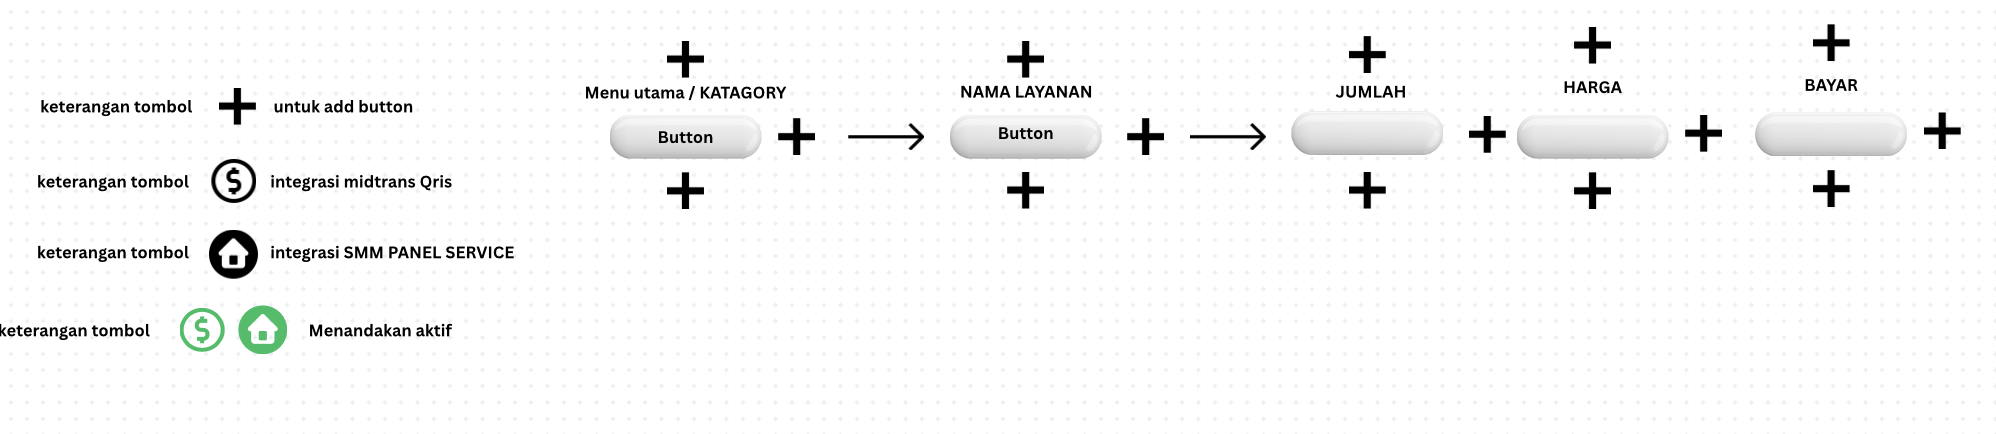 keterangan tombol
untuk add button
keterangan tombol
integrasi midtrans Qris
keterangan tombol
integrasi SMM PANEL SERVICE
keterangan tombol
Menandakan aktif
Menu utama / KATAGORY
Button
NAMA LAYANAN
Button
JUMLAH
HARGA
BAYAR